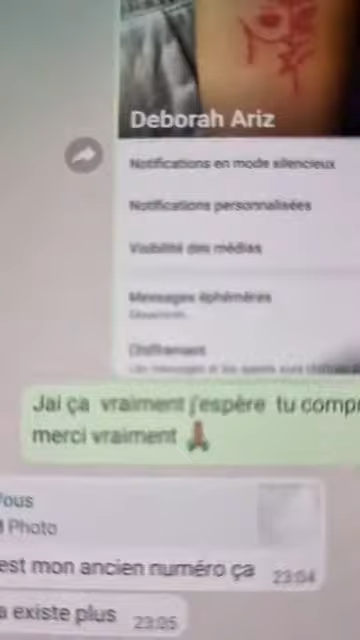 Deborah Ariz
Notifications en mode silencieux
Notifications personnalisées
Visibilité des médias
Messages éphémères
Chiffrement
Jai ça vraiment j'espère tu compr
merci vraiment 🙏🏾
Vous
Photo
est mon ancien numéro ça 23:04
a existe plus 23:05